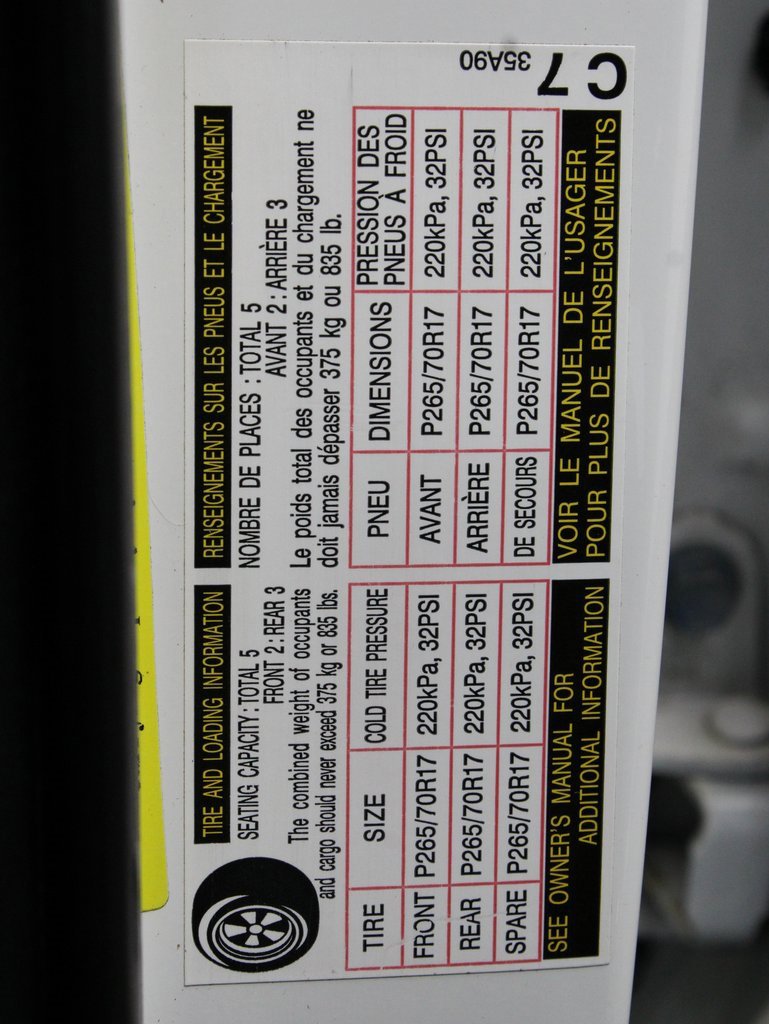 TIRE AND LOADING INFORMATION
SEATING CAPACITY : TOTAL 5
FRONT 2 : REAR 3
The combined weight of occupants
and cargo should never exceed 375 kg or 835 lbs.
TIRE SIZE COLD TIRE PRESSURE
FRONT P265/70R17 220kPa, 32PSI
REAR P265/70R17 220kPa, 32PSI
SPARE P265/70R17 220kPa, 32PSI
SEE OWNER'S MANUAL FOR
ADDITIONAL INFORMATION
RENSEIGNEMENTS SUR LES PNEUS ET LE CHARGEMENT
NOMBRE DE PLACES : TOTAL 5
AVANT 2 : ARRIÈRE 3
Le poids total des occupants et du chargement ne
doit jamais dépasser 375 kg ou 835 lb.
PNEU DIMENSIONS PRESSION DES
PNEUS À FROID
AVANT P265/70R17 220kPa, 32PSI
ARRIÈRE P265/70R17 220kPa, 32PSI
DE SECOURS P265/70R17 220kPa, 32PSI
VOIR LE MANUEL DE L'USAGER
POUR PLUS DE RENSEIGNEMENTS
35A90
C 7